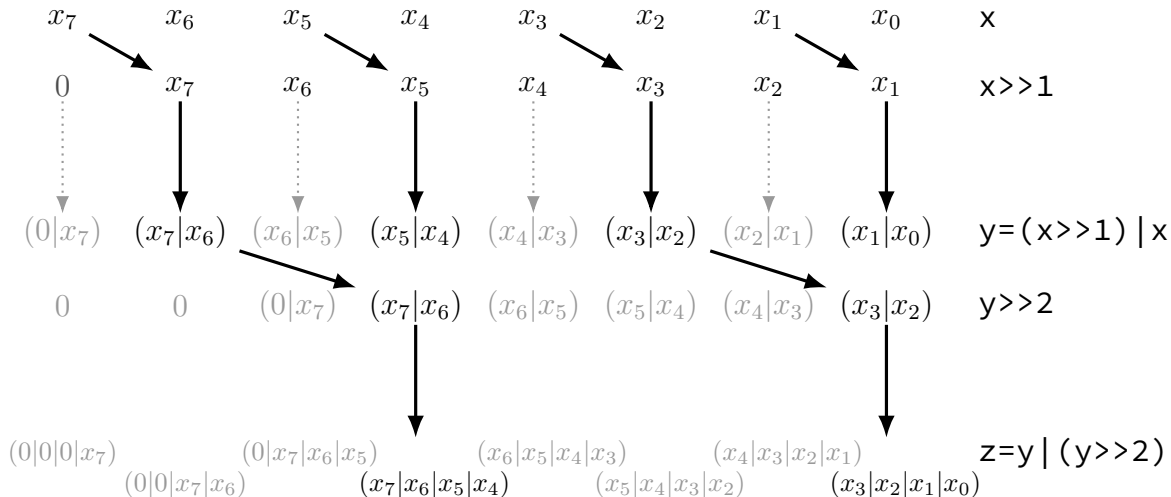 x₇ x₆ x₅ x₄ x₃ x₂ x₁ x₀ x
0 x₇ x₆ x₅ x₄ x₃ x₂ x₁ x>>1
(0|x₇) (x₇|x₆) (x₆|x₅) (x₅|x₄) (x₄|x₃) (x₃|x₂) (x₂|x₁) (x₁|x₀) y=(x>>1)|x
0 0 (0|x₇) (x₇|x₆) (x₆|x₅) (x₅|x₄) (x₄|x₃) (x₃|x₂) y>>2
(0|0|0|x₇) (0|x₇|x₆|x₅) (x₆|x₅|x₄|x₃) (x₄|x₃|x₂|x₁) z=y|(y>>2)
(0|0|x₇|x₆) (x₇|x₆|x₅|x₄) (x₅|x₄|x₃|x₂) (x₃|x₂|x₁|x₀)